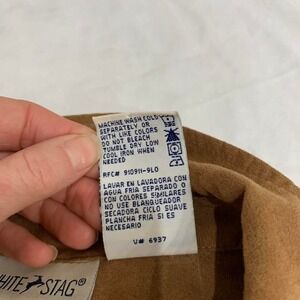 MACHINE WASH COLD
SEPARATELY OR
WITH LIKE COLORS
DO NOT BLEACH
TUMBLE DRY LOW
COOL IRON WHEN
NEEDED
RFC# 910911-9LO
LAVAR EN LAVADORA CON
AGUA FRIA SEPARADO O
CON COLORES SIMILARES
NO USE BLANQUEADOR
SECADORA CICLO SUAVE
PLANCHA FRIA SI ES
NECESARIO
V# 6937
HITE STAG®